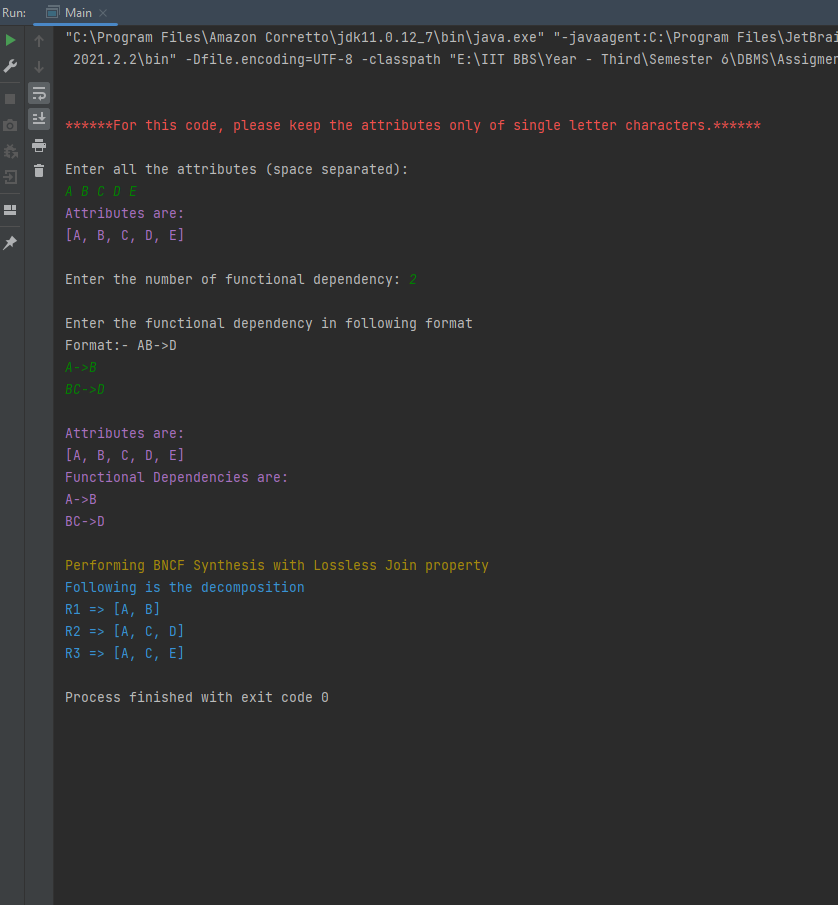 Run: Main
"C:\Program Files\Amazon Corretto\jdk11.0.12_7\bin\java.exe" "-javaagent:C:\Program Files\JetBrai
2021.2.2\bin" -Dfile.encoding=UTF-8 -classpath "E:\IIT BBS\Year - Third\Semester 6\DBMS\Assigmen
******For this code, please keep the attributes only of single letter characters.******
Enter all the attributes (space separated):
A B C D E
Attributes are:
[A, B, C, D, E]
Enter the number of functional dependency: 2
Enter the functional dependency in following format
Format:- AB->D
A->B
BC->D
Attributes are:
[A, B, C, D, E]
Functional Dependencies are:
A->B
BC->D
Performing BNCF Synthesis with Lossless Join property
Following is the decomposition
R1 => [A, B]
R2 => [A, C, D]
R3 => [A, C, E]
Process finished with exit code 0